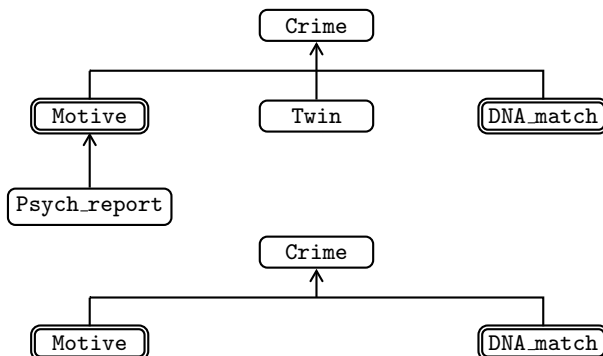 Crime
Motive Twin DNA_match
Psych_report
Crime
Motive DNA_match